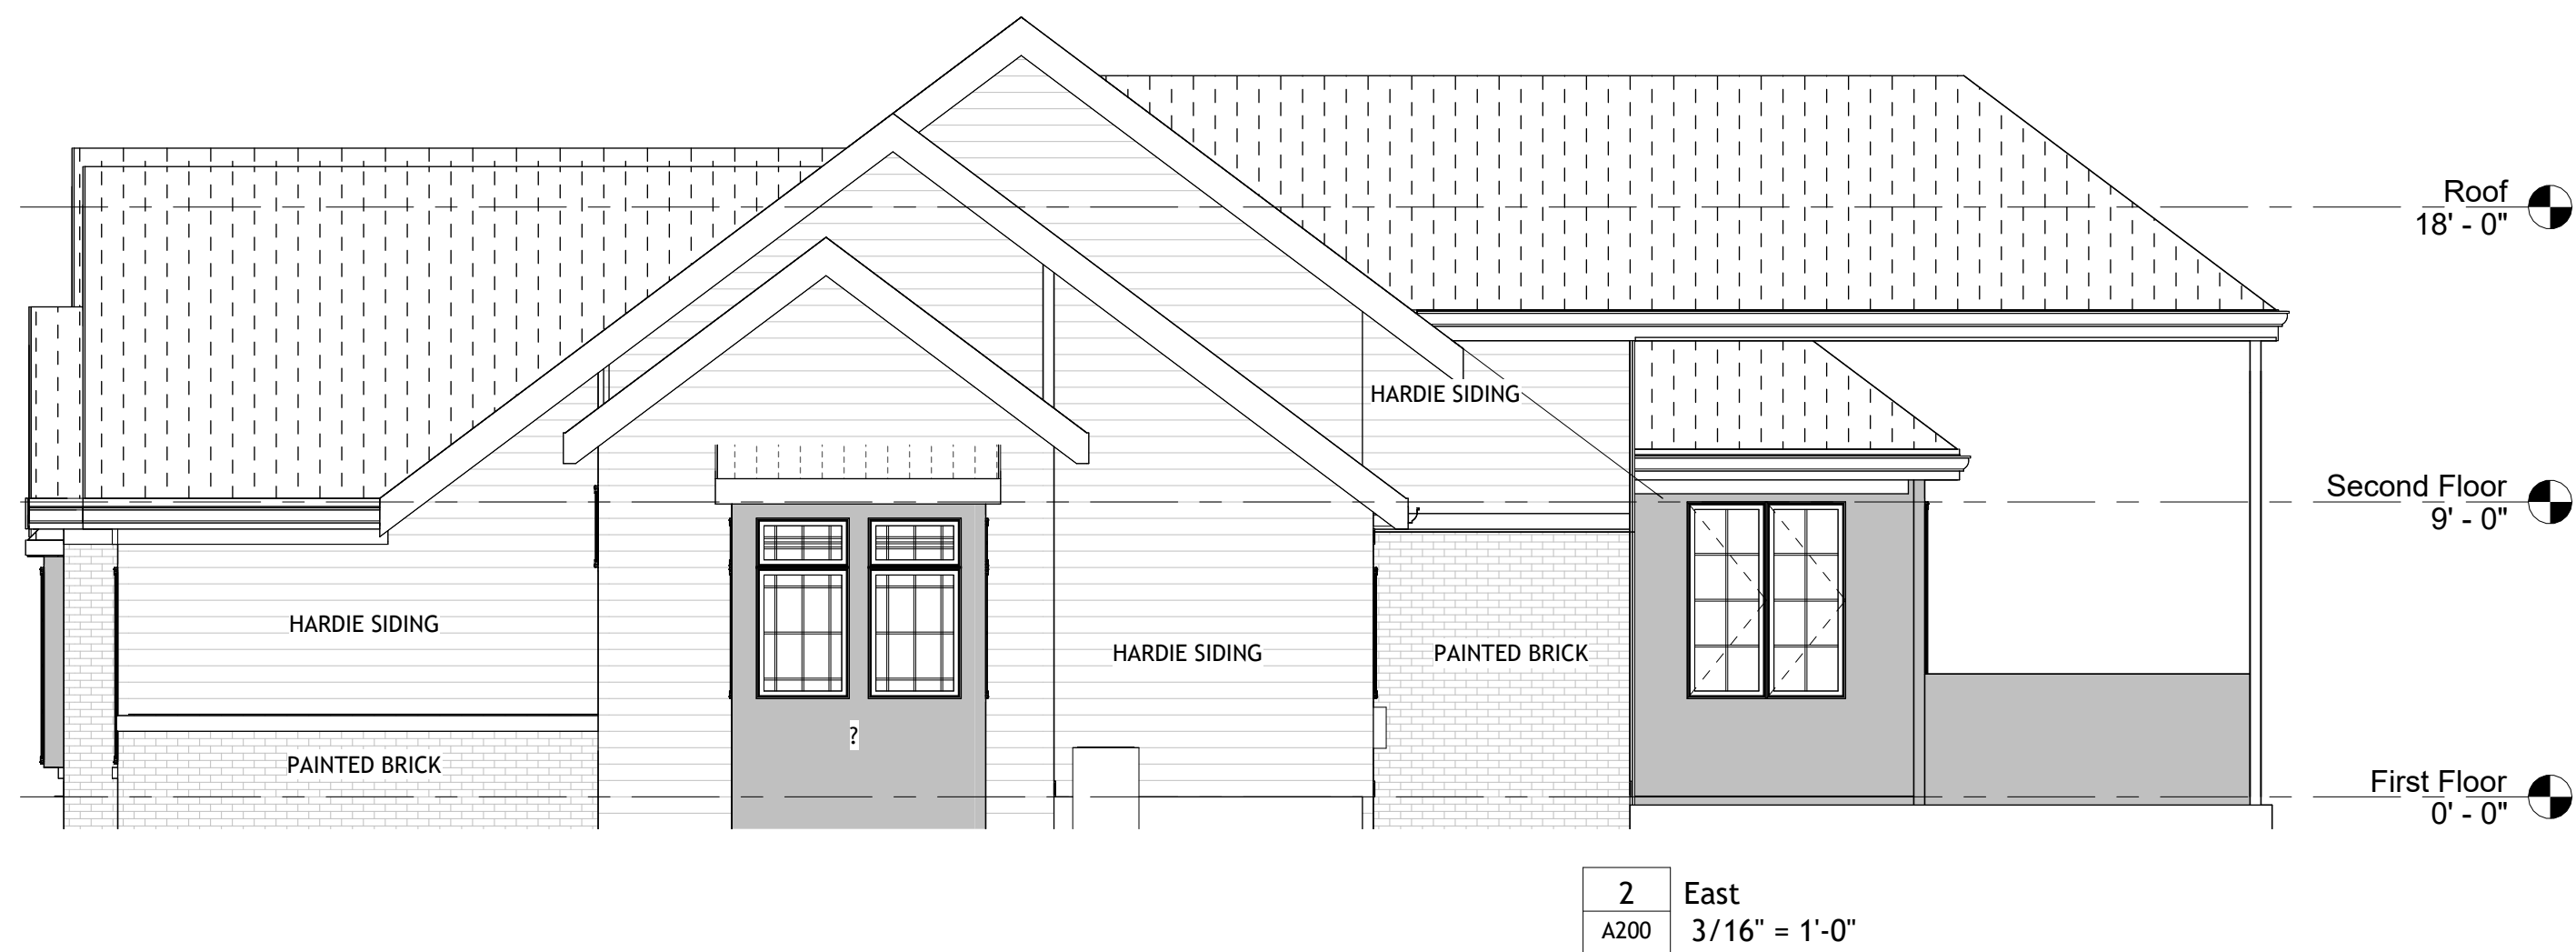 Roof
18' - 0"
HARDIE SIDING
Second Floor
9' - 0"
HARDIE SIDING
HARDIE SIDING
PAINTED BRICK
?
PAINTED BRICK
First Floor
0' - 0"
2 East
A200 3/16" = 1'-0"